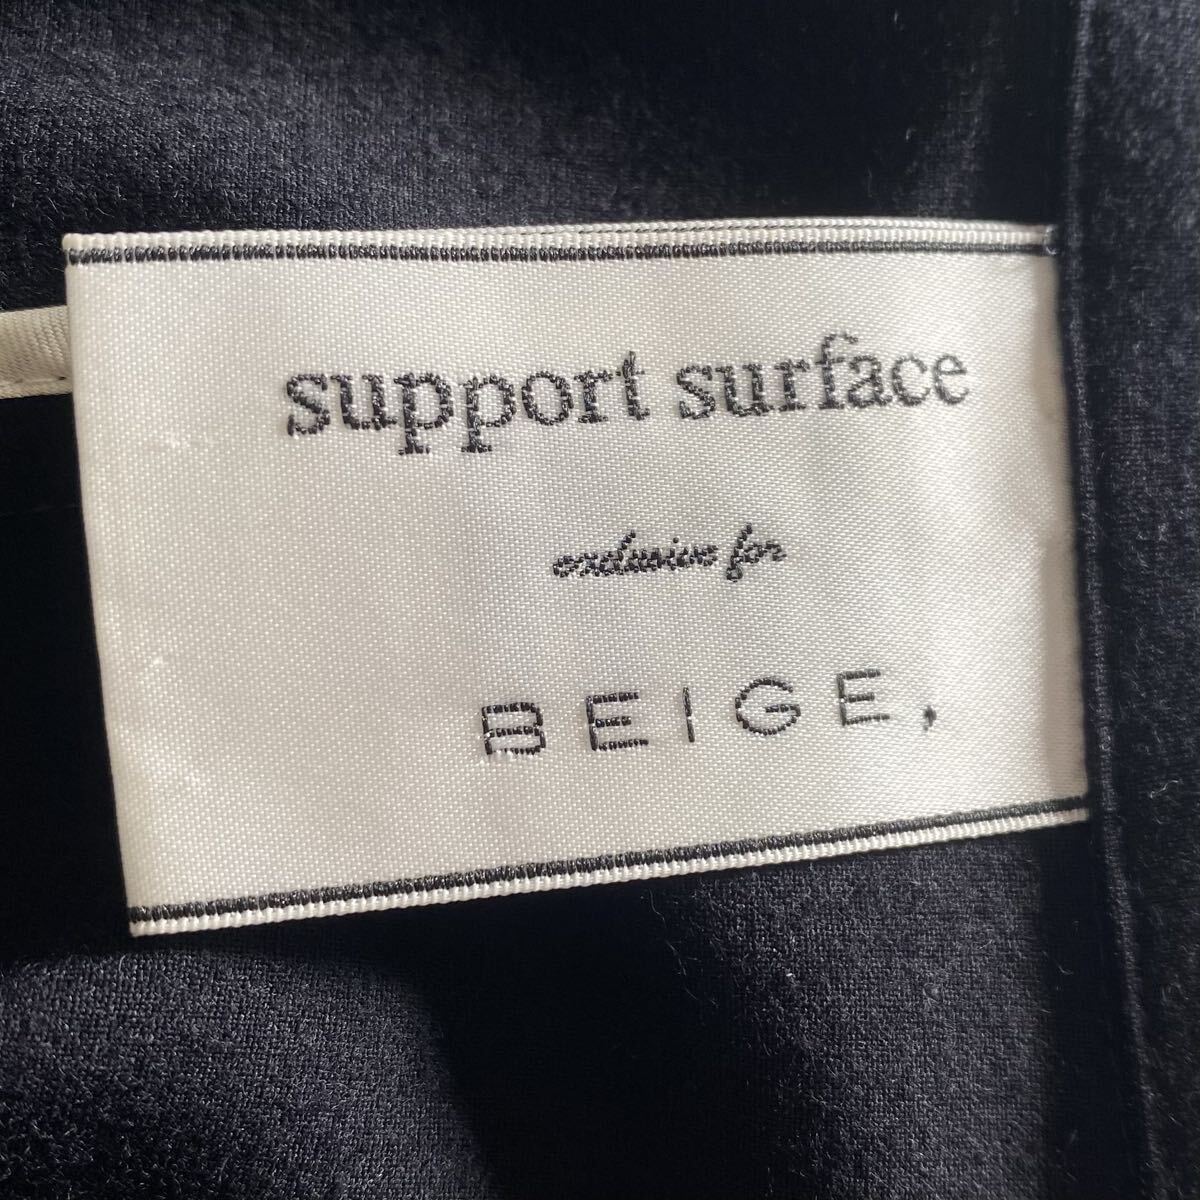 support surface
exclusive for
BEIGE,